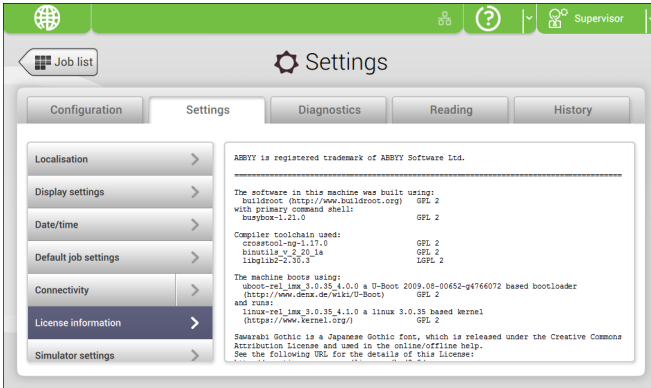 Supervisor
Job list
Settings
Configuration
Settings
Diagnostics
Reading
History
Localisation
Display settings
Date/time
Default job settings
Connectivity
License information
Simulator settings
ABBYY is registered trademark of ABBYY Software Ltd.
The software in this machine was built using:
buildroot (http://www.buildroot.org) GPL 2
with primary command shell:
busybox-1.21.0 GPL 2
Compiler toolchain used:
crosstool-ng-1.17.0 GPL 2
binutils_v_2_20_1a GPL 2
libglib2-2.30.3 LGPL 2
The machine boots using:
uboot-rel_imx_3.0.35_4.0.0 a U-Boot 2009.08-00652-g4766072 based bootloader
(http://www.denx.de/wiki/U-Boot) GPL 2
and runs:
linux-rel_imx_3.0.35_4.1.0 a linux 3.0.35 based kernel
(https://www.kernel.org/) GPL 2
Sawarabi Gothic is a Japanese Gothic font, which is released under the Creative Commons
Attribution License and used in the online/offline help.
See the following URL for the details of this License: